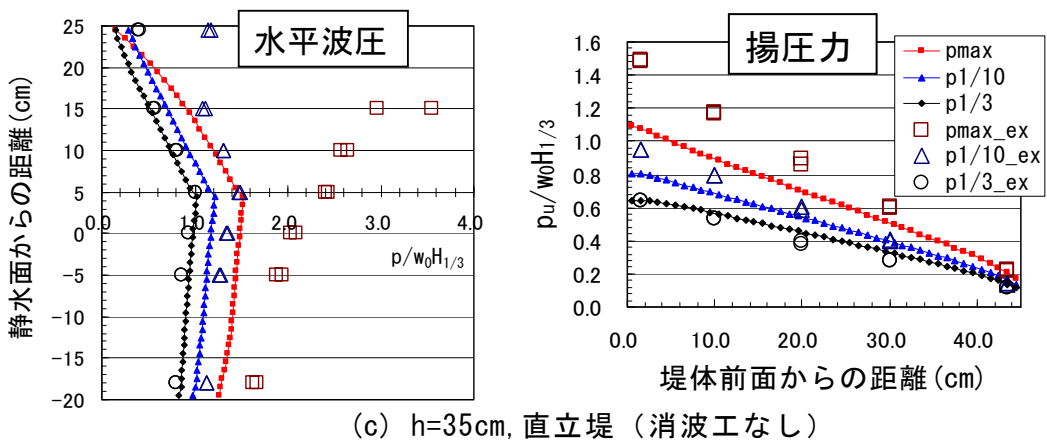 水平波圧
静水面からの距離(cm)
25
20
15
10
5
0
-5
-10
-15
-20
0.0 1.0 2.0 3.0 4.0
p/w0H1/3
揚圧力
pu/woH1/3
1.6
1.4
1.2
1.0
0.8
0.6
0.4
0.2
0.0
0.0 10.0 20.0 30.0 40.0
堤体前面からの距離(cm)
pmax
p1/10
p1/3
pmax_ex
p1/10_ex
p1/3_ex
(c) h=35cm,直立堤（消波工なし）